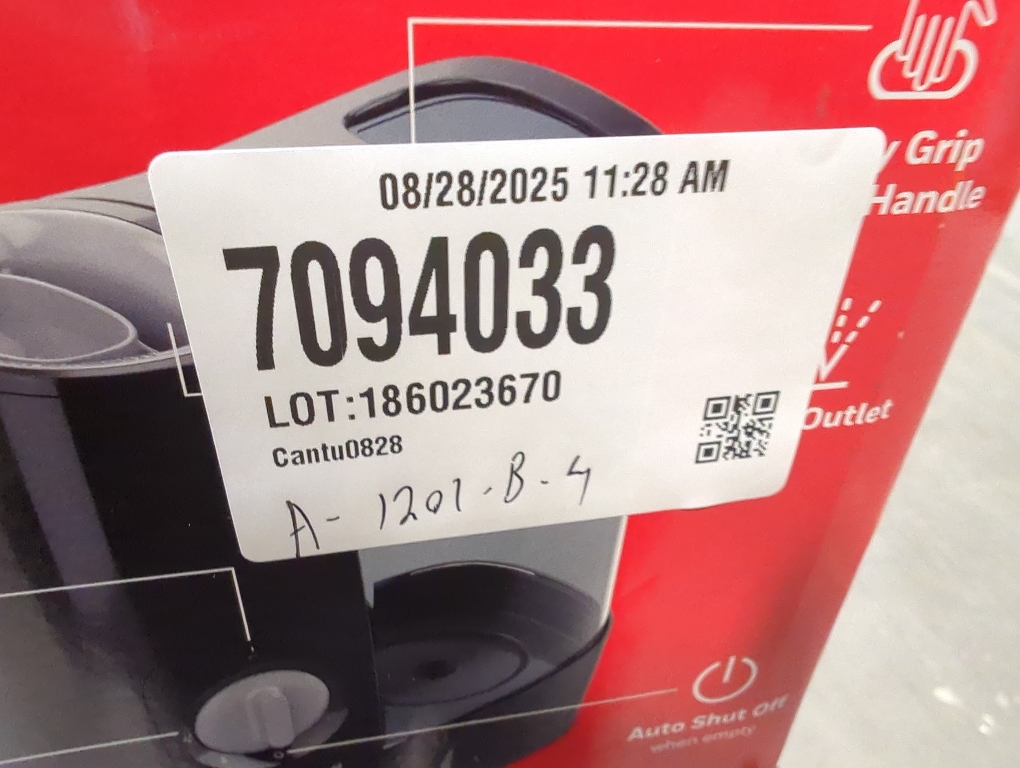 08/28/2025 11:28 AM
7094033
LOT:186023670
Cantu0828
A - 1201 - B - 4
Grip
Handle
Outlet
Auto Shut Off
when empty